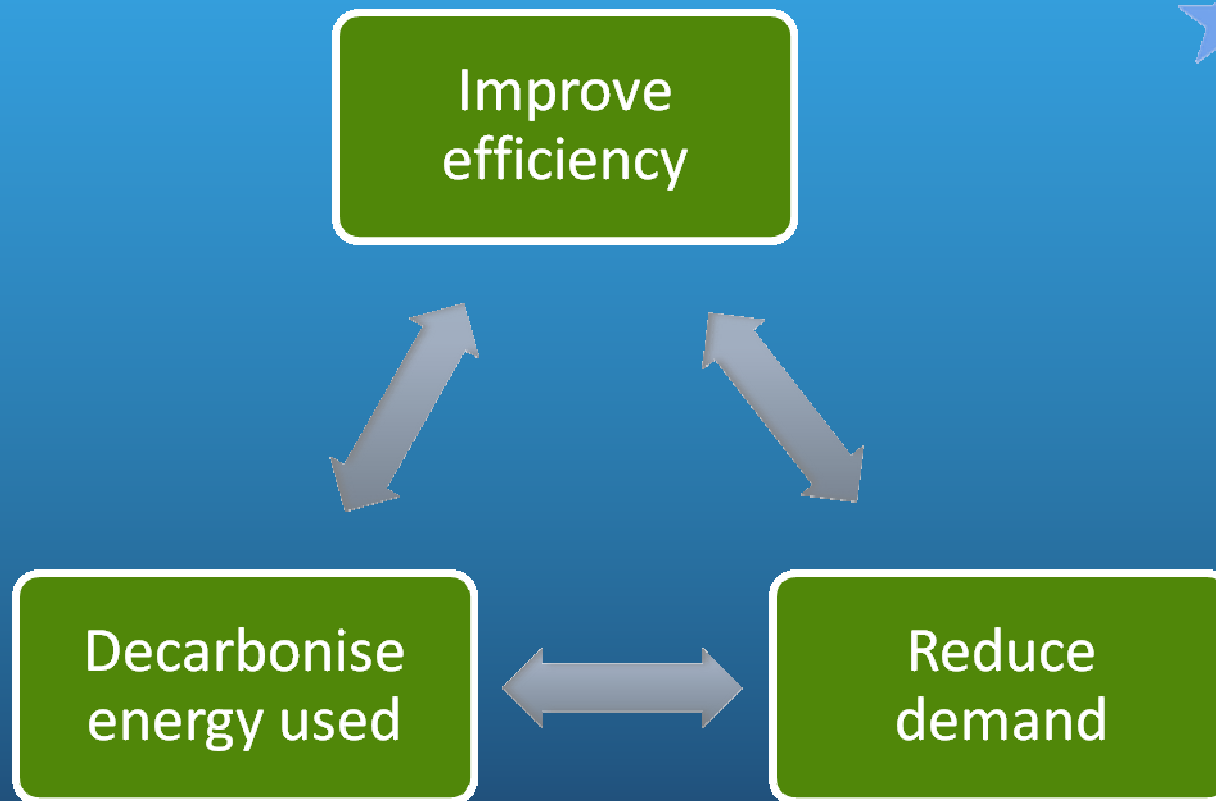 Improve
efficiency
Decarbonise
energy used
Reduce
demand